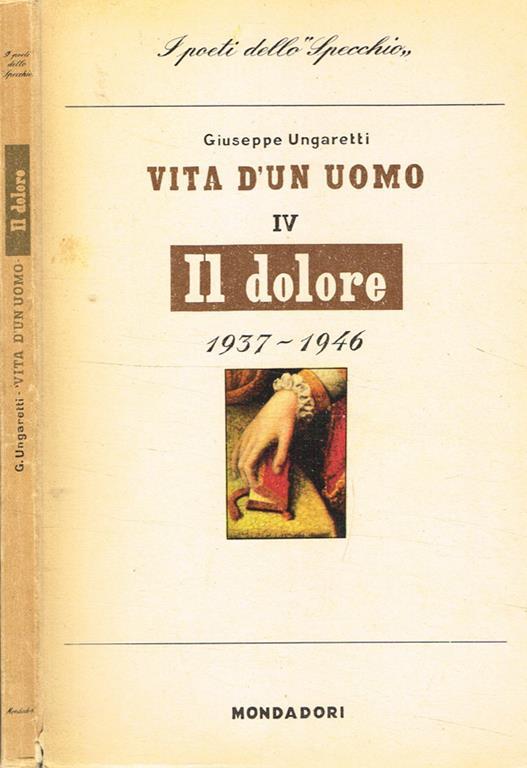 I poeti
dello
Specchio
Il dolore
G. Ungaretti - VITA D'UN UOMO -
Mondadori
I poeti dello "Specchio„
Giuseppe Ungaretti
VITA D'UN UOMO
IV
Il dolore
1937 ~ 1946
MONDADORI